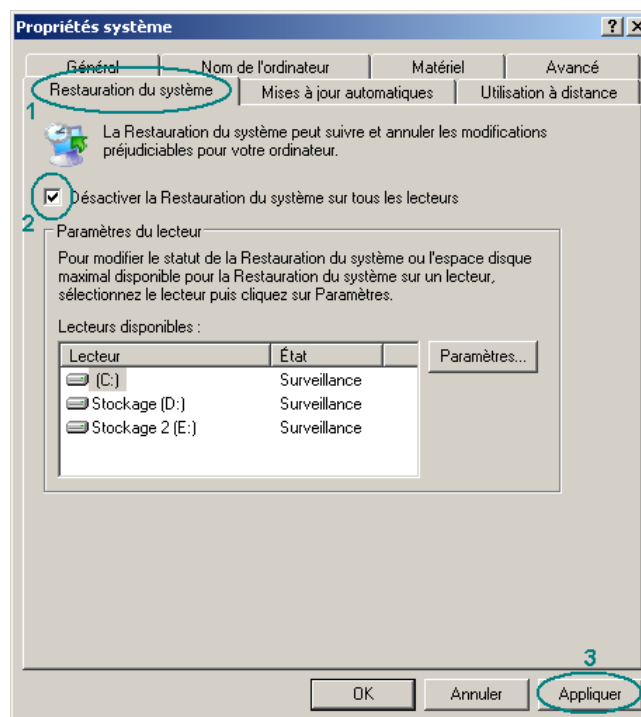 Propriétés système
? ×
Général Nom de l'ordinateur Matériel Avancé
Restauration du système Mises à jour automatiques Utilisation à distance
1
La Restauration du système peut suivre et annuler les modifications
préjudiciables pour votre ordinateur.
Désactiver la Restauration du système sur tous les lecteurs
2
Paramètres du lecteur
Pour modifier le statut de la Restauration du système ou l'espace disque
maximal disponible pour la Restauration du système sur un lecteur,
sélectionnez le lecteur puis cliquez sur Paramètres.
Lecteurs disponibles :
Lecteur État
Paramètres...
(C:) Surveillance
Stockage (D:) Surveillance
Stockage 2 (E:) Surveillance
3
OK Annuler Appliquer